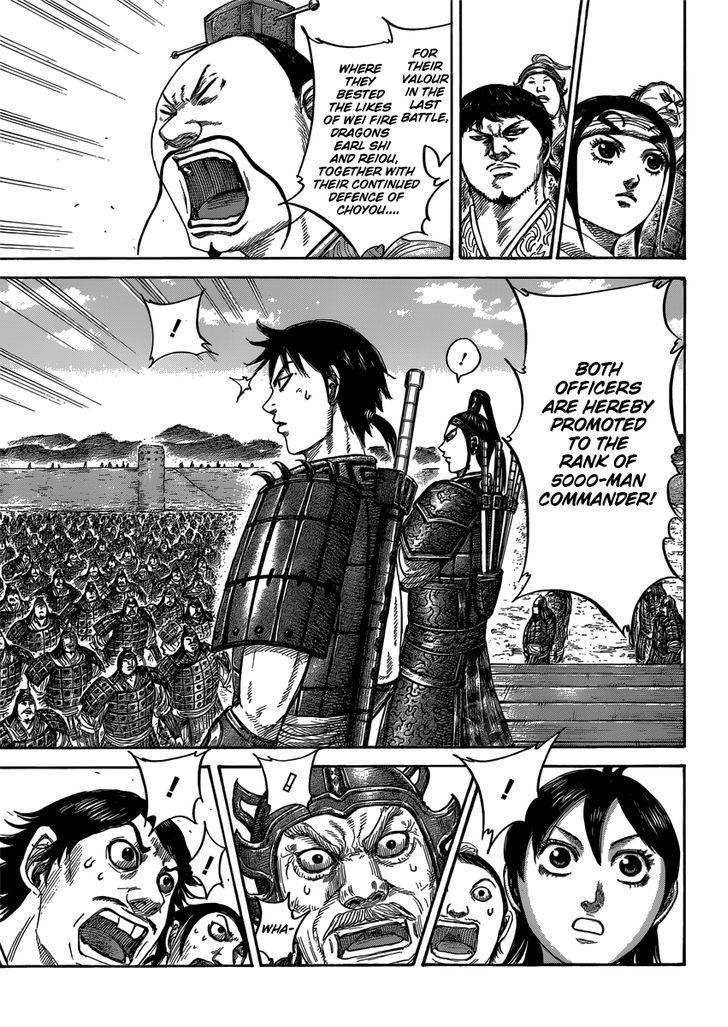 FOR
THEIR
VALOUR
IN THE
LAST
BATTLE,
WHERE
THEY
BESTED
THE LIKES
OF WEI FIRE
DRAGONS
EARL SHI
AND REIOU,
TOGETHER WITH
THEIR CONTINUED
DEFENCE OF
CHOYOU....
BOTH
OFFICERS
ARE HEREBY
PROMOTED
TO THE
RANK OF
5000-MAN
COMMANDER!
!
!
!
!
WHA-
!